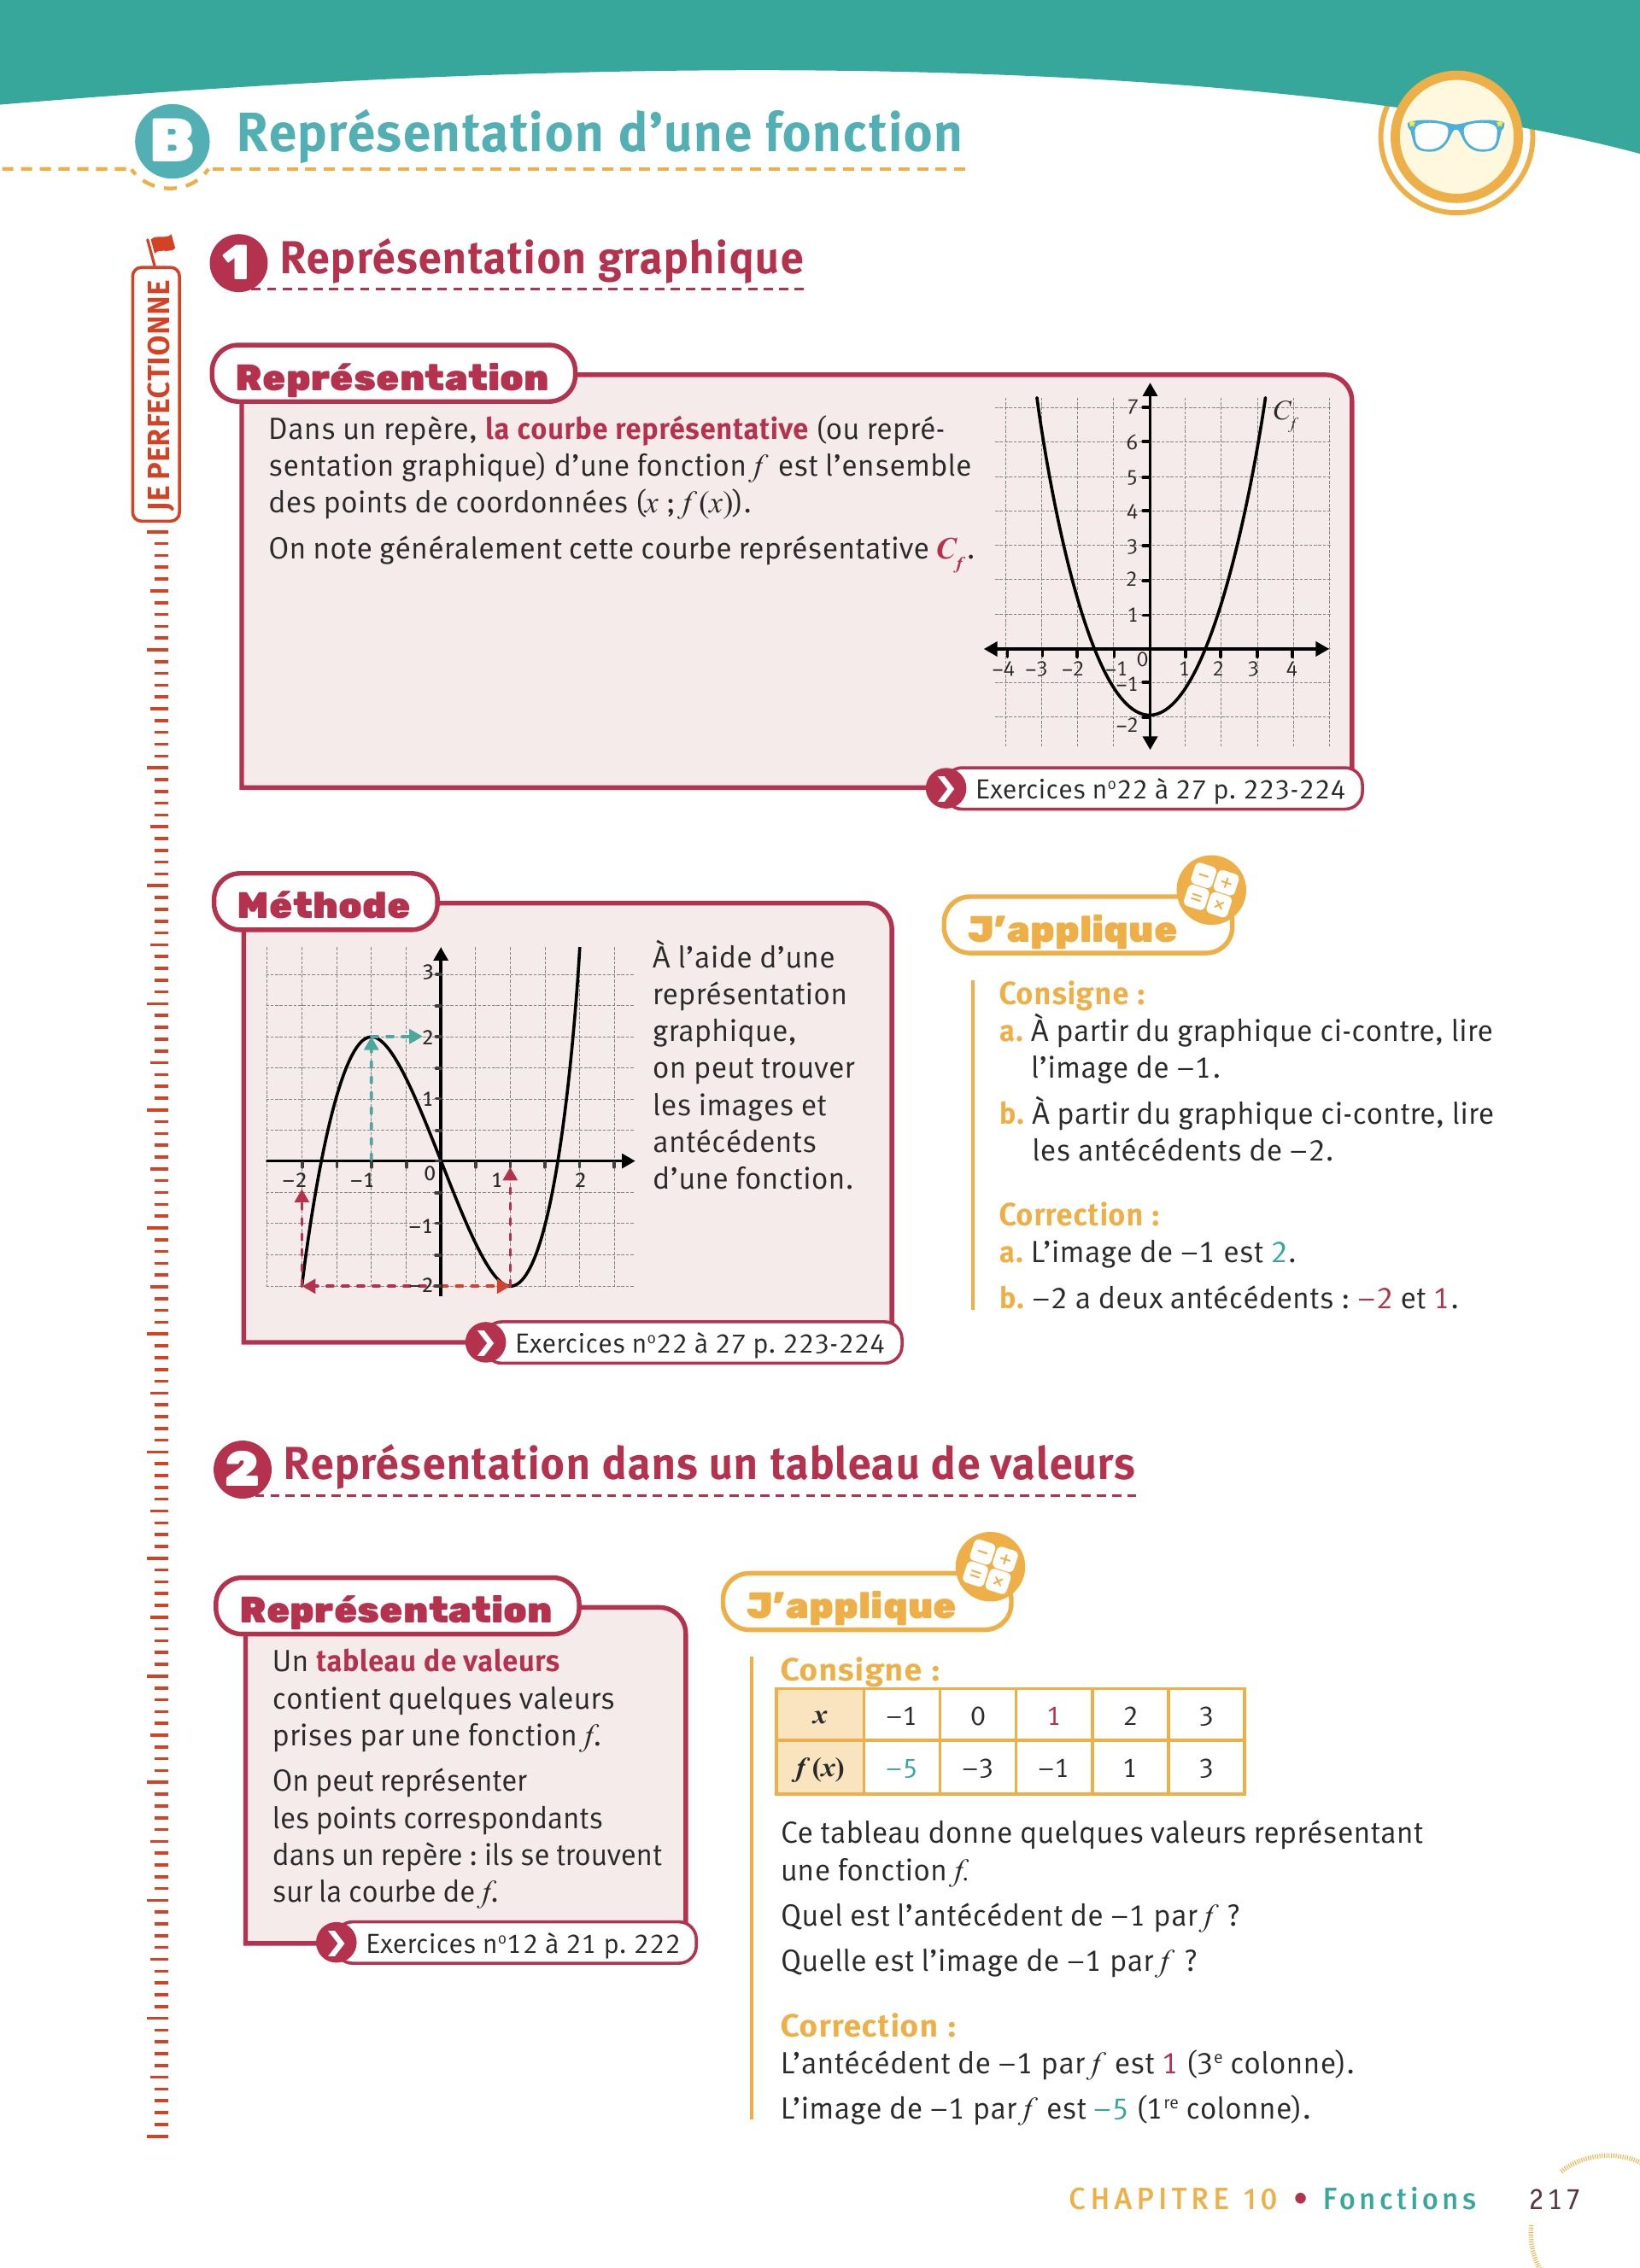 B Représentation d’une fonction
JE PERFECTIONNE
1 Représentation graphique
Représentation
Dans un repère, la courbe représentative (ou repré-
sentation graphique) d’une fonction f est l’ensemble
des points de coordonnées (x ; f (x)).
On note généralement cette courbe représentative Cf.
Cf
7
6
5
4
3
2
1
0
–4 –3 –2 –1 1 2 3 4
–1
–2
Exercices nº22 à 27 p. 223-224
Méthode
3
2
1
0
–2 –1 1 2
–1
–2
À l’aide d’une
représentation
graphique,
on peut trouver
les images et
antécédents
d’une fonction.
Exercices nº22 à 27 p. 223-224
J’applique
Consigne :
a. À partir du graphique ci-contre, lire
l’image de –1.
b. À partir du graphique ci-contre, lire
les antécédents de –2.
Correction :
a. L’image de –1 est 2.
b. –2 a deux antécédents : –2 et 1.
2 Représentation dans un tableau de valeurs
Représentation
Un tableau de valeurs
contient quelques valeurs
prises par une fonction f.
On peut représenter
les points correspondants
dans un repère : ils se trouvent
sur la courbe de f.
Exercices nº12 à 21 p. 222
J’applique
Consigne :
x –1 0 1 2 3
f (x) –5 –3 –1 1 3
Ce tableau donne quelques valeurs représentant
une fonction f.
Quel est l’antécédent de –1 par f ?
Quelle est l’image de –1 par f ?
Correction :
L’antécédent de –1 par f est 1 (3e colonne).
L’image de –1 par f est –5 (1re colonne).
CHAPITRE 10 • Fonctions 217